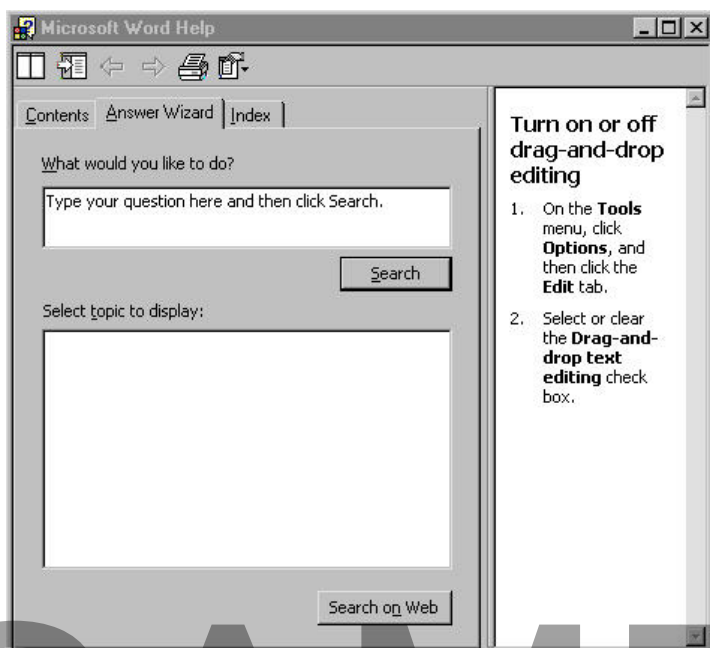 Microsoft Word Help
Contents Answer Wizard Index
What would you like to do?
Type your question here and then click Search.
Search
Select topic to display:
Search on Web
Turn on or off
drag-and-drop
editing
1. On the Tools
menu, click
Options, and
then click the
Edit tab.
2. Select or clear
the Drag-and-
drop text
editing check
box.